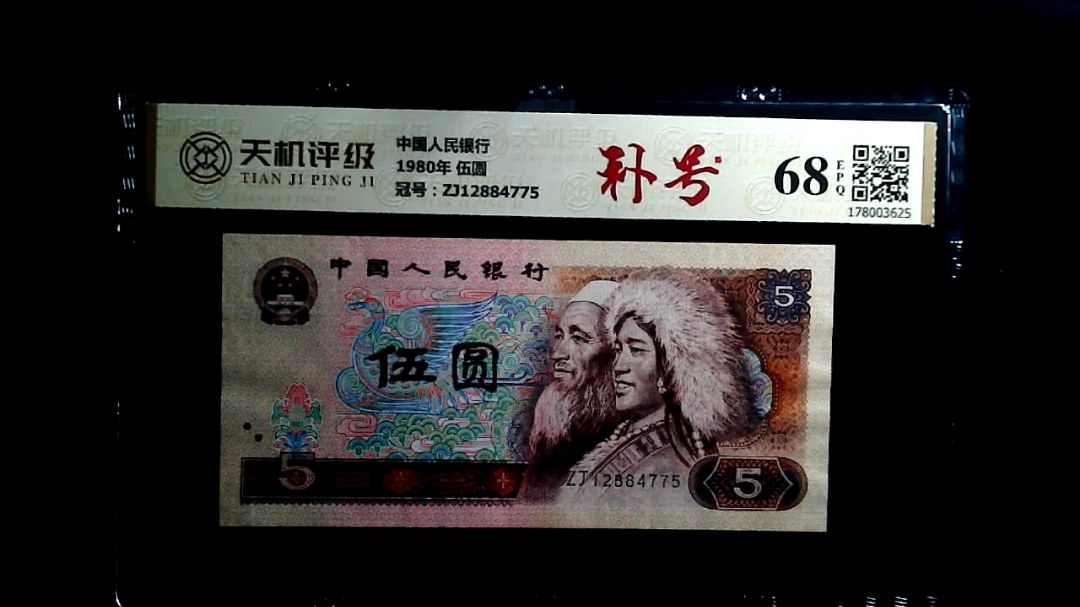 天机评级
TIAN JI PING JI
中国人民银行
1980年 伍圆
冠号：ZJ12884775
补号
68
EPQ
178003625
中国人民银行
5
伍圆
5
ZJ12884775
5